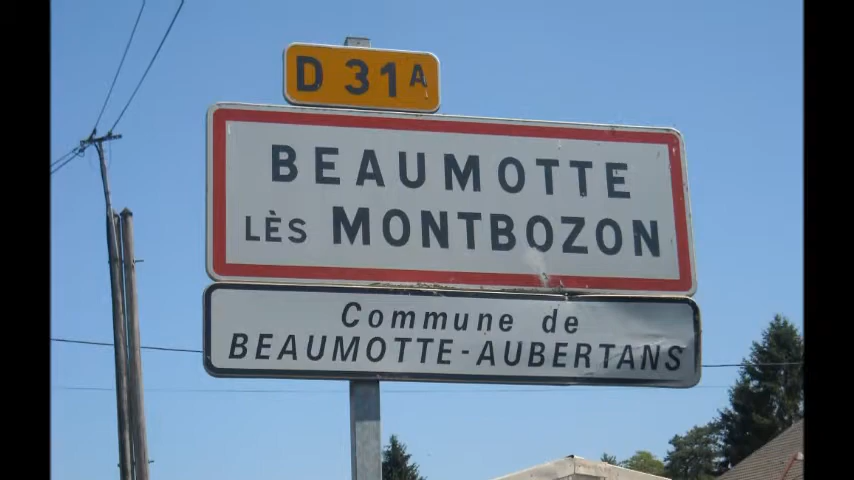 D 31A
BEAUMOTTE
LÈS MONTBOZON
Commune de
BEAUMOTTE-AUBERTANS